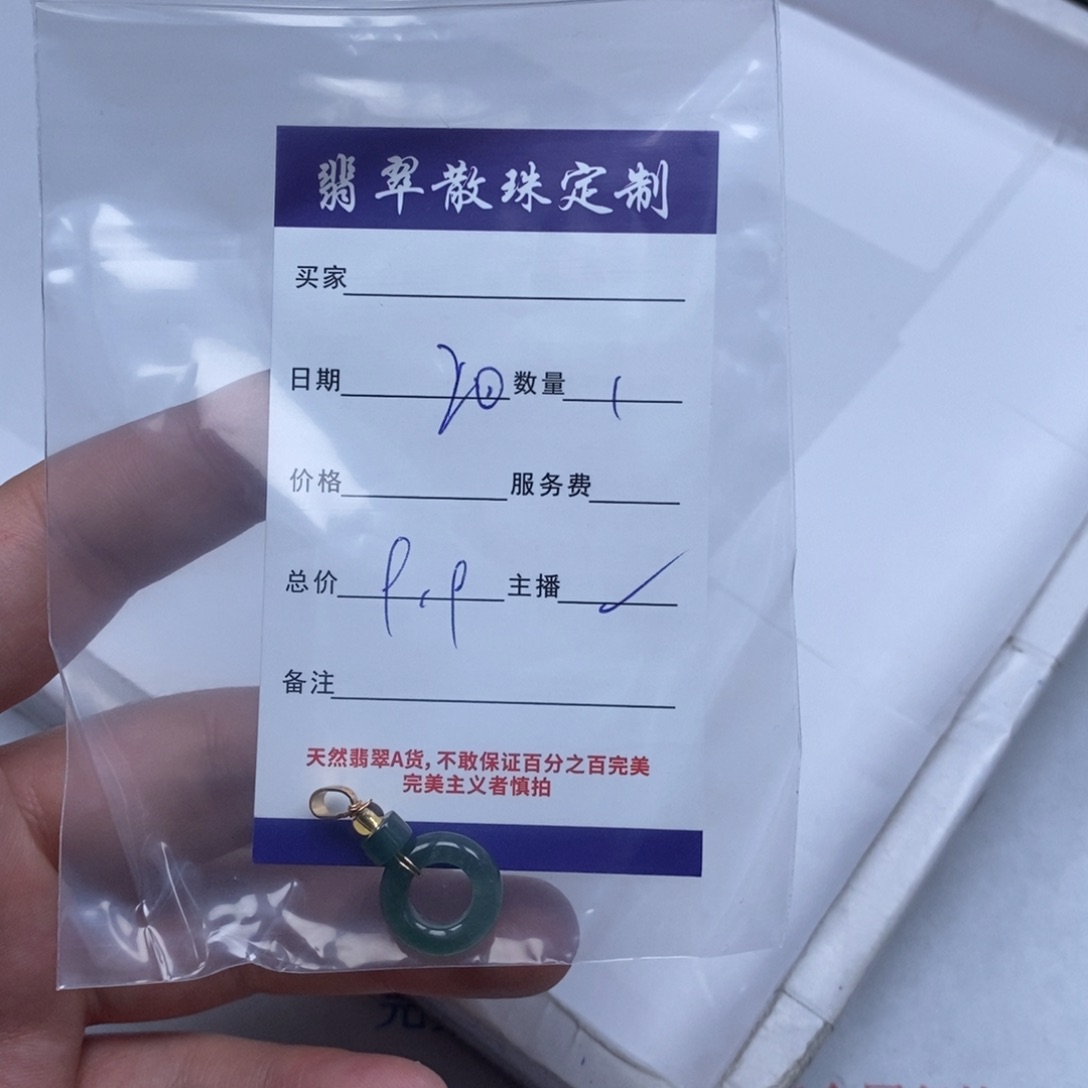 翡翠散珠定制
买家
日期 20 数量 1
价格 服务费
总价 9.9 主播 ✓
备注
天然翡翠A货,不敢保证百分之百完美
完美主义者慎拍